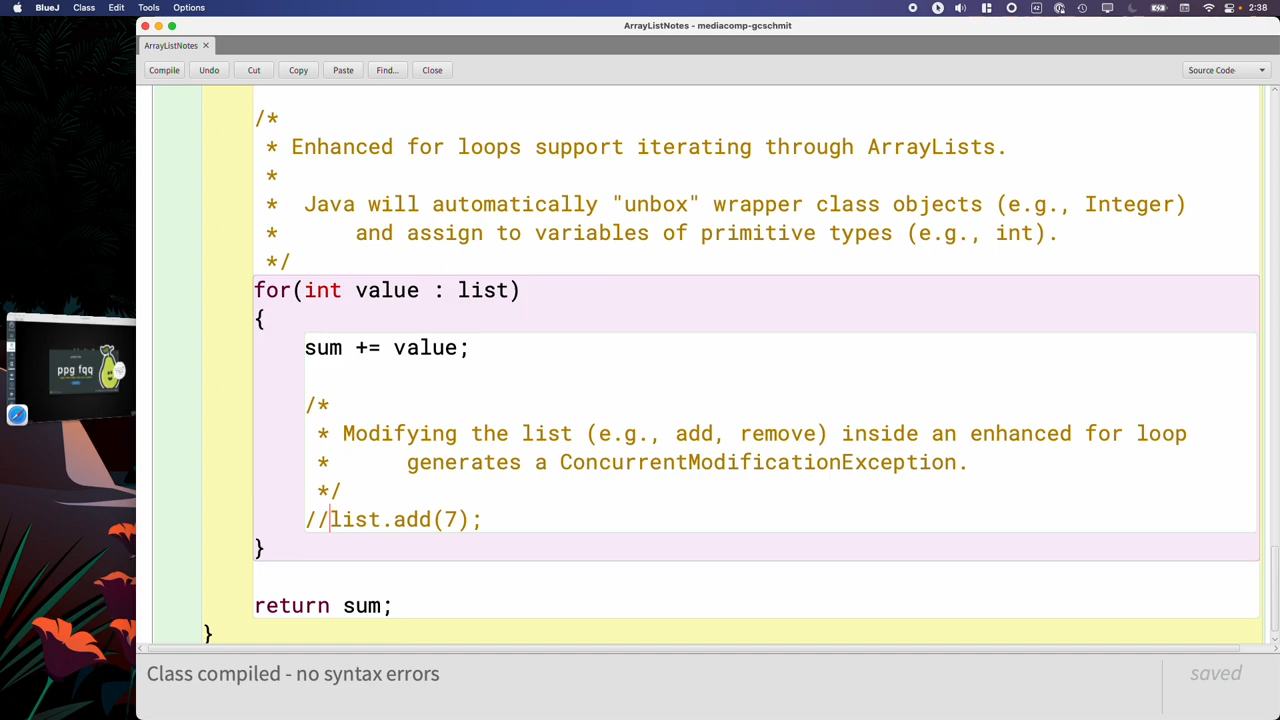 BlueJ Class Edit Tools Options
42
2:38
ArrayListNotes - mediacomp-gcschmit
ArrayListNotes ×
Compile Undo Cut Copy Paste Find... Close Source Code
/*
* Enhanced for loops support iterating through ArrayLists.
*
* Java will automatically "unbox" wrapper class objects (e.g., Integer)
* and assign to variables of primitive types (e.g., int).
*/
for(int value : list)
{
sum += value;
/*
* Modifying the list (e.g., add, remove) inside an enhanced for loop
* generates a ConcurrentModificationException.
*/
//list.add(7);
}
return sum;
}
ppg fqq
Class compiled - no syntax errors
saved